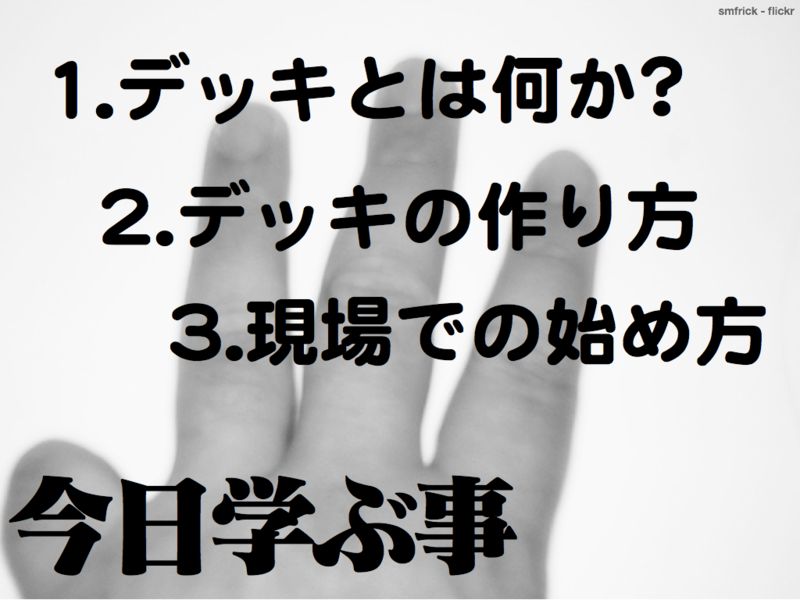 smfrick - flickr
1.デッキとは何か?
2.デッキの作り方
3.現場での始め方
今日学ぶ事